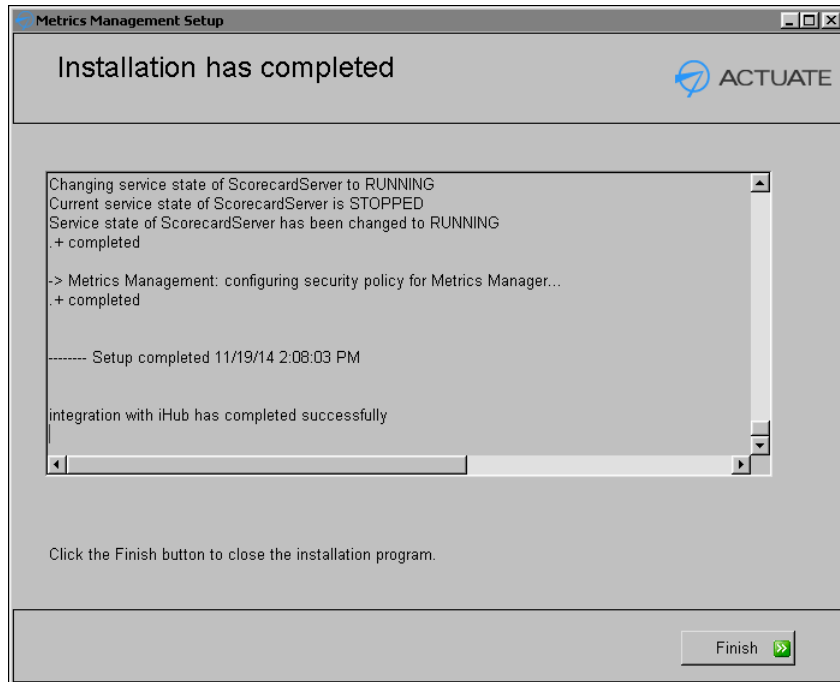 Metrics Management Setup
Installation has completed
ACTUATE
Changing service state of ScorecardServer to RUNNING
Current service state of ScorecardServer is STOPPED
Service state of ScorecardServer has been changed to RUNNING
.+ completed
-> Metrics Management: configuring security policy for Metrics Manager...
.+ completed
-------- Setup completed 11/19/14 2:08:03 PM
integration with iHub has completed successfully
Click the Finish button to close the installation program.
Finish